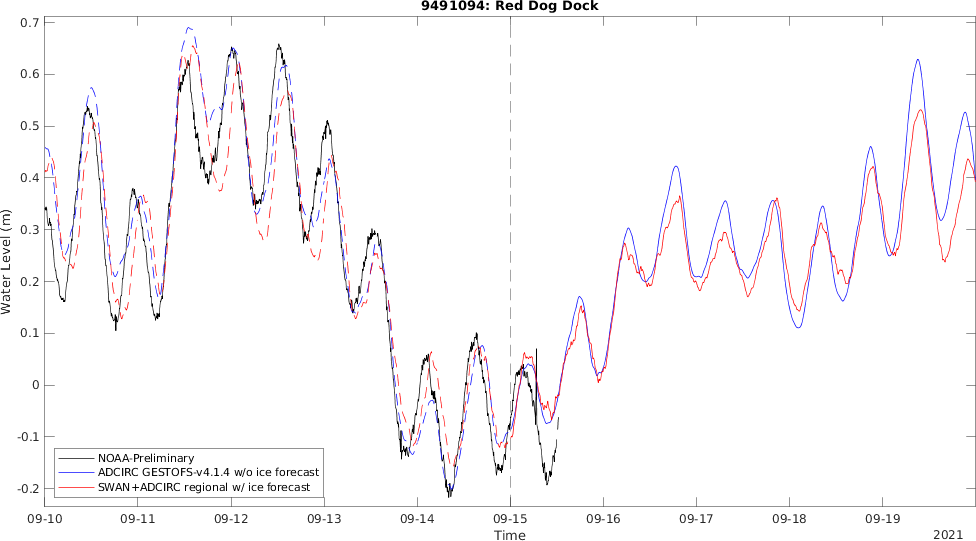 9491094: Red Dog Dock
0.7
0.6
0.5
0.4
0.3
0.2
0.1
0
-0.1
-0.2
Water Level (m)
NOAA-Preliminary
ADCIRC GESTOFS-v4.1.4 w/o ice forecast
SWAN+ADCIRC regional w/ ice forecast
09-10 09-11 09-12 09-13 09-14 09-15 09-16 09-17 09-18 09-19
Time
2021